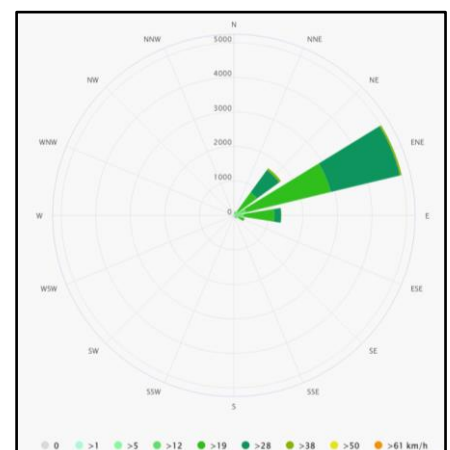 N
5000
NNW NNE
4000
NW NE
3000
2000
WNW ENE
1000
0
W E
WSW ESE
SW SE
SSW SSE
S
0 >1 >5 >12 >19 >28 >38 >50 >61 km/h